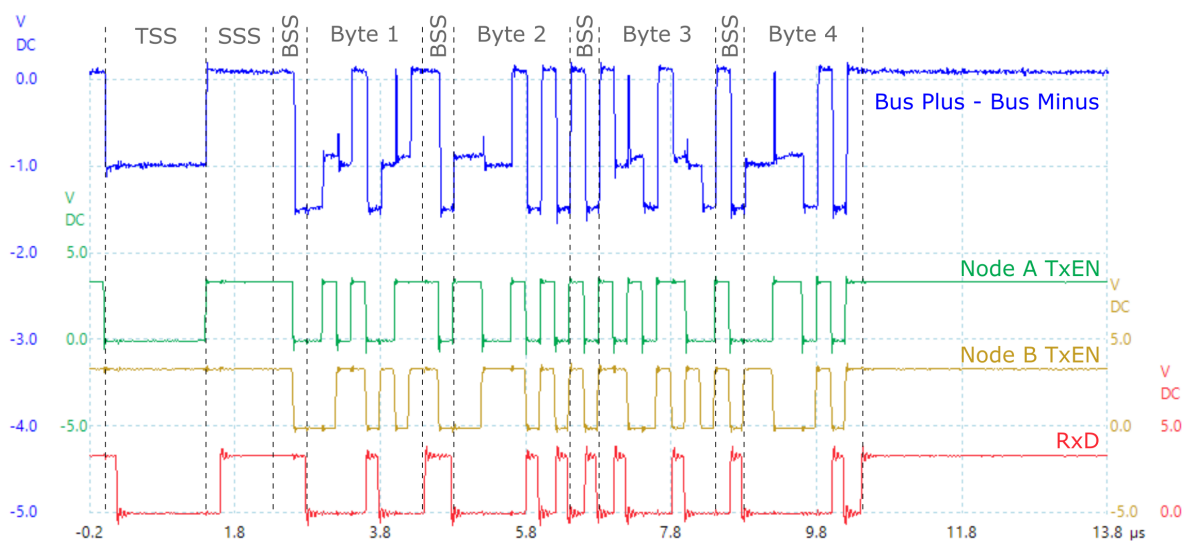 V
DC
TSS
SSS
BSS
Byte 1
BSS
Byte 2
BSS
Byte 3
BSS
Byte 4
0.0
Bus Plus - Bus Minus
-1.0
V
DC
-2.0
5.0
Node A TxEN
V
DC
-3.0
0.0
5.0
Node B TxEN
V
DC
-4.0
-5.0
0.0
5.0
RxD
-5.0
-5.0
0.0
-0.2
1.8
3.8
5.8
7.8
9.8
11.8
13.8 µs